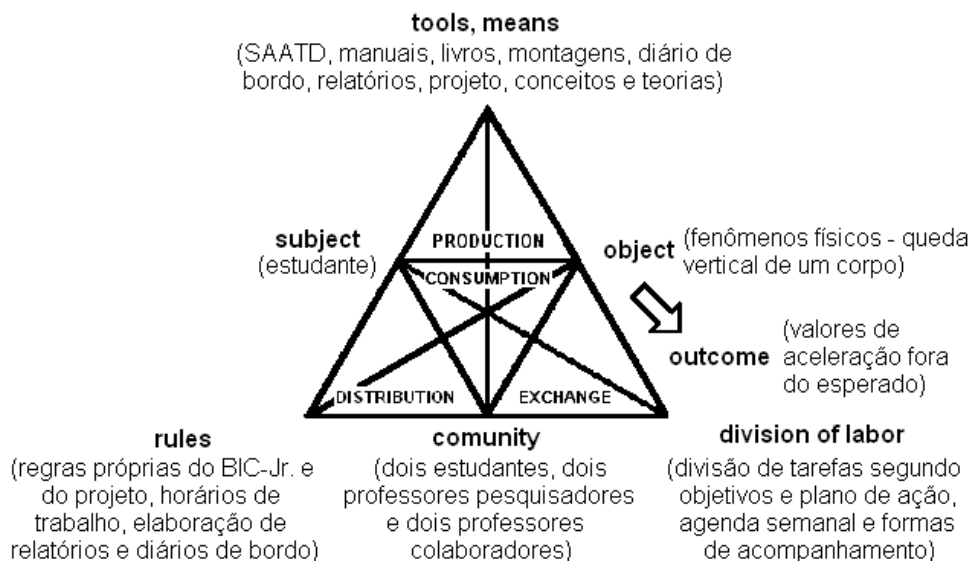 tools, means
(SAATD, manuais, livros, montagens, diário de
bordo, relatórios, projeto, conceitos e teorias)
subject
(estudante)
PRODUCTION
CONSUMPTION
object
(fenômenos físicos - queda
vertical de um corpo)
outcome
(valores de
aceleração fora
do esperado)
DISTRIBUTION
EXCHANGE
rules
(regras próprias do BIC-Jr. e
do projeto, horários de
trabalho, elaboração de
relatórios e diários de bordo)
comunity
(dois estudantes, dois
professores pesquisadores
e dois professores
colaboradores)
division of labor
(divisão de tarefas segundo
objetivos e plano de ação,
agenda semanal e formas
de acompanhamento)